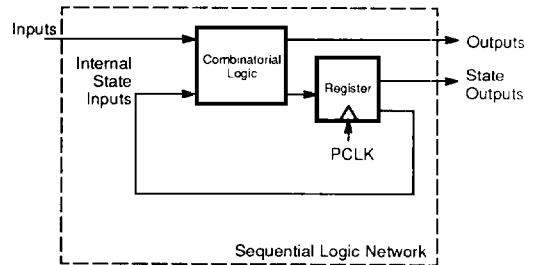 Inputs
Outputs
Combinatorial
Logic
Internal
State
Inputs
Register
State
Outputs
PCLK
Sequential Logic Network